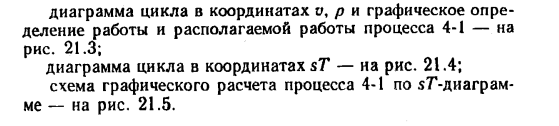 диаграмма цикла в координатах v, p и графическое опре-
деление работы и располагаемой работы процесса 4-1 — на
рис. 21.3;
диаграмма цикла в координатах sT — на рис. 21.4;
схема графического расчета процесса 4-1 по sT-диаграм-
ме — на рис. 21.5.